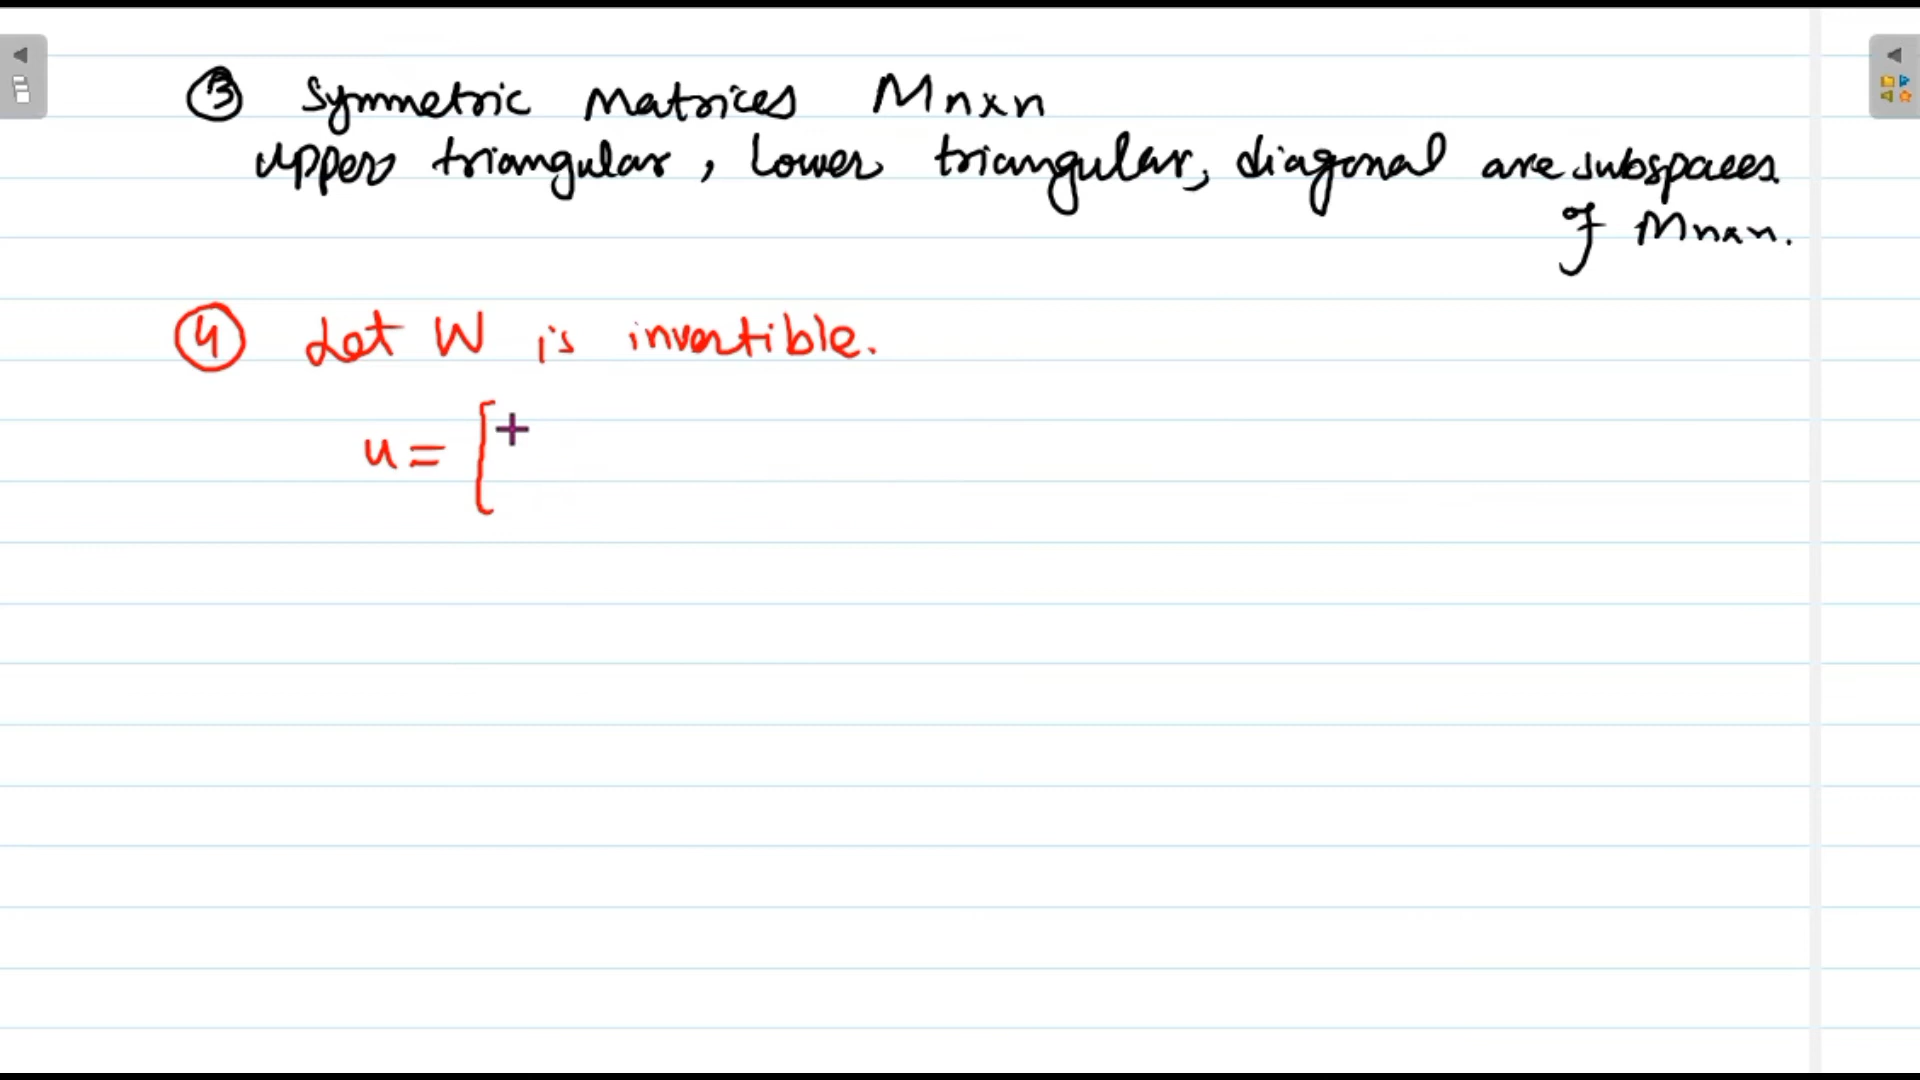 ③ Symmetric Matrices Mnxn
Upper triangular, Lower triangular, diagonal are subspaces
of Mnxn.
④ Let W is invertible.
u = [